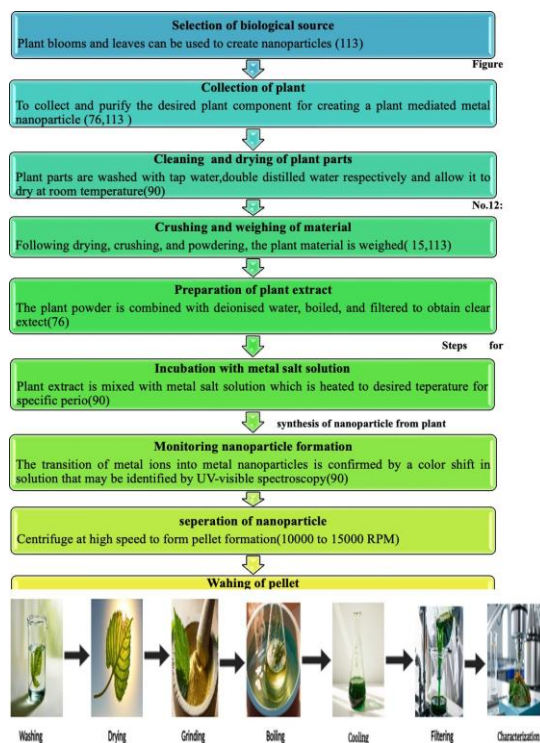 Selection of biological source
Plant blooms and leaves can be used to create nanoparticles (113)
Figure
Collection of plant
To collect and purify the desired plant component for creating a plant mediated metal
nanoparticle (76,113 )
Cleaning and drying of plant parts
Plant parts are washed with tap water,double distilled water respectively and allow it to
dry at room temperature(90)
No.12:
Crushing and weighing of material
Following drying, crushing, and powdering, the plant material is weighed( 15,113)
Preparation of plant extract
The plant powder is combined with deionised water, boiled, and filtered to obtain clear
extect(76)
Steps for
Incubation with metal salt solution
Plant extract is mixed with metal salt solution which is heated to desired teperature for
specific perio(90)
synthesis of nanoparticle from plant
Monitoring nanoparticle formation
The transition of metal ions into metal nanoparticles is confirmed by a color shift in
solution that may be identified by UV-visible spectroscopy(90)
seperation of nanoparticle
Centrifuge at high speed to form pellet formation(10000 to 15000 RPM)
Wahing of pellet
Washing Drying Grinding Boiling Cooling Filtering Characterization